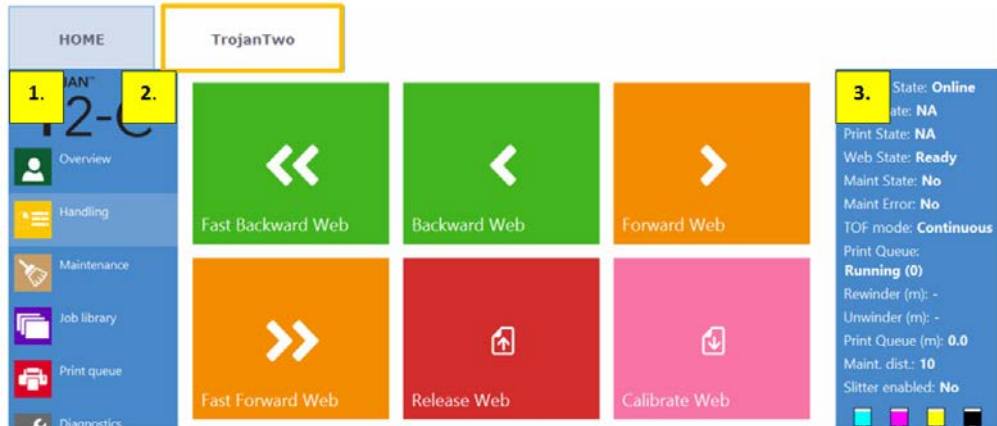 HOME
TrojanTwo
1.
2.
Overview
Handling
Maintenance
Job library
Print queue
Diagnostics
Fast Backward Web
Backward Web
Forward Web
Fast Forward Web
Release Web
Calibrate Web
3.
State: Online
NA
Print State: NA
Web State: Ready
Maint State: No
Maint Error: No
TOF mode: Continuous
Print Queue:
Running (0)
Rewinder (m): -
Unwinder (m): -
Print Queue (m): 0.0
Maint. dist.: 10
Slitter enabled: No